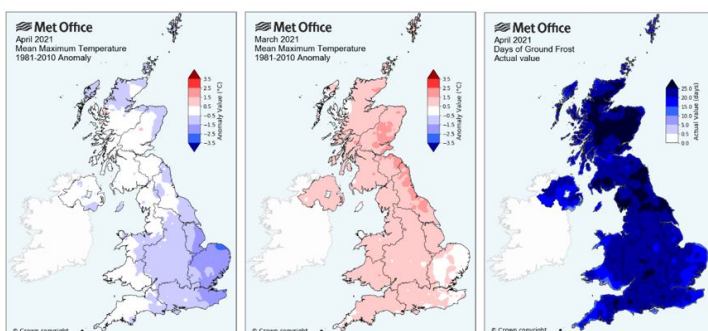 Met Office
April 2021
Mean Maximum Temperature
1981-2010 Anomaly
3.5
2.5
1.5
0.5
−0.5
−1.5
−2.5
−3.5
Anomaly Value (°C)
© Crown copyright
Met Office
March 2021
Mean Maximum Temperature
1981-2010 Anomaly
3.5
2.5
1.5
0.5
−0.5
−1.5
−2.5
−3.5
Anomaly Value (°C)
© Crown copyright
Met Office
April 2021
Days of Ground Frost
Actual value
25.0
20.0
15.0
10.0
5.0
0.5
0.0
Actual Value (days)
© Crown copyright